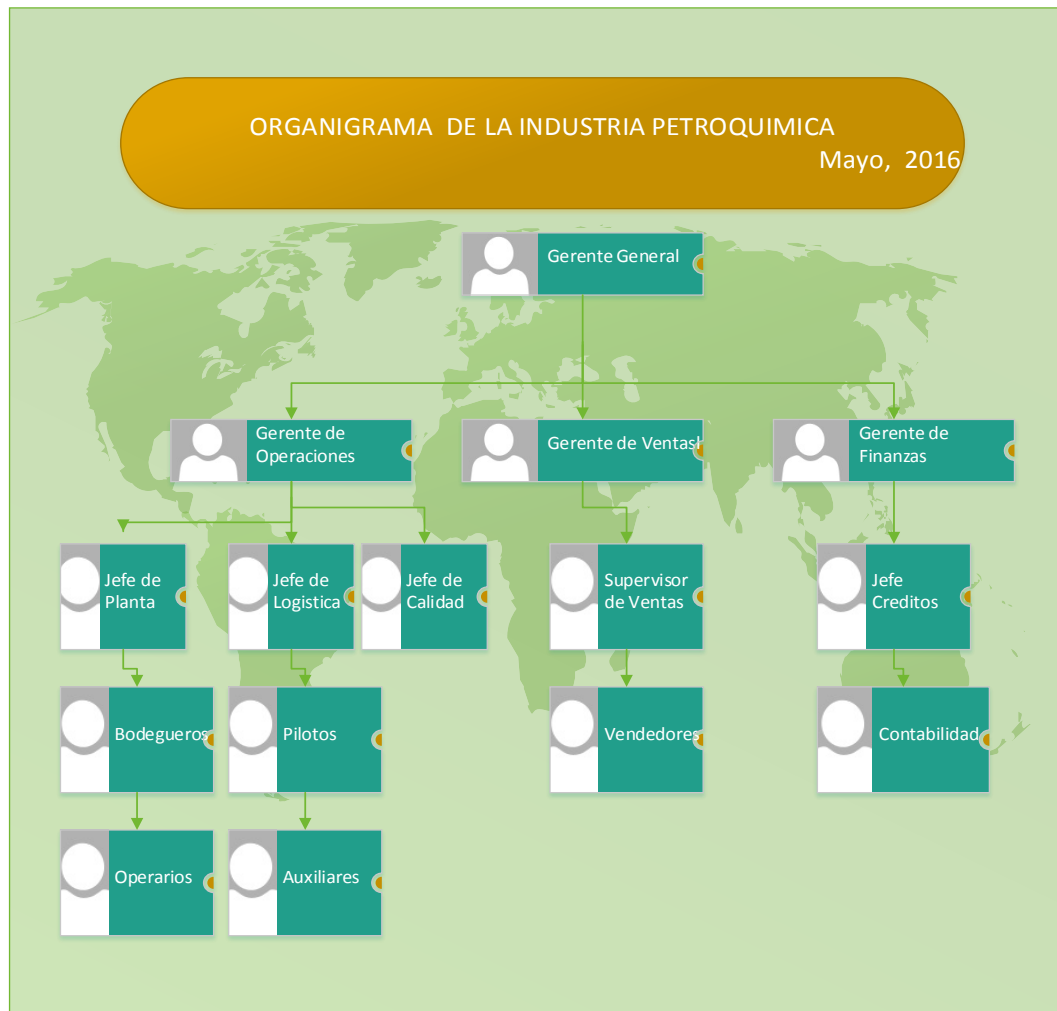 ORGANIGRAMA DE LA INDUSTRIA PETROQUIMICA
Mayo, 2016
Gerente General
Gerente de
Operaciones
Gerente de Ventasl
Gerente de
Finanzas
Jefe de
Planta
Jefe de
Logistica
Jefe de
Calidad
Supervisor
de Ventas
Jefe
Creditos
Bodegueros
Pilotos
Vendedores
Contabilidad
Operarios
Auxiliares